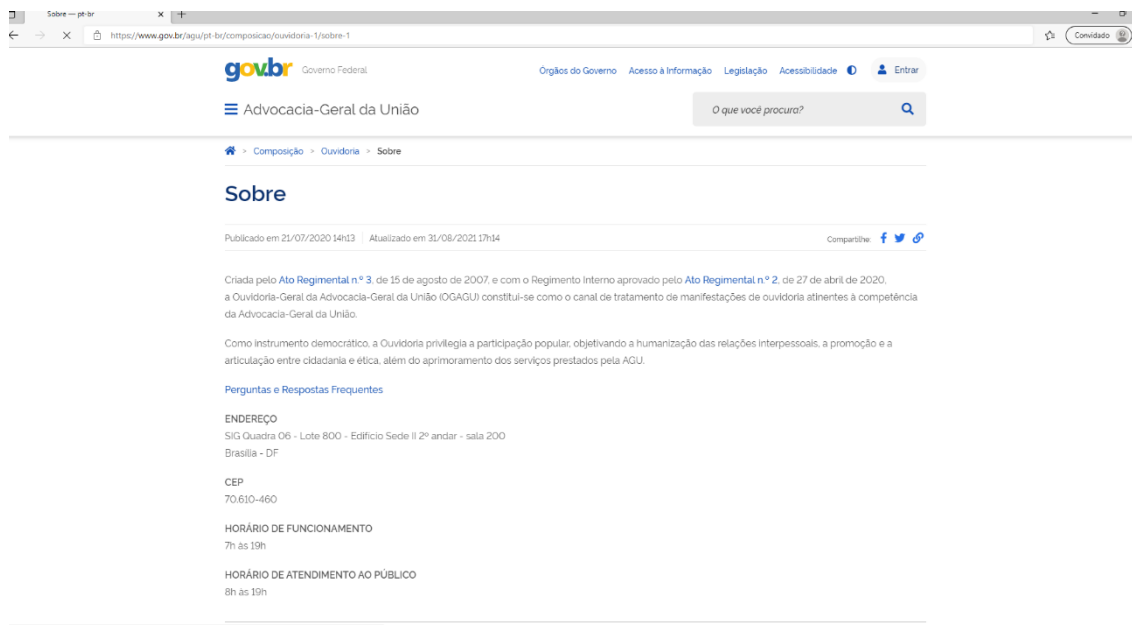 Sobre — pt-br
https://www.gov.br/agu/pt-br/composicao/ouvidoria-1/sobre-1
Convidado
gov.br Governo Federal
Órgãos do Governo Acesso à Informação Legislação Acessibilidade Entrar
Advocacia-Geral da União
O que você procura?
> Composição > Ouvidoria > Sobre
Sobre
Publicado em 21/07/2020 14h13 | Atualizado em 31/08/2021 17h14
Compartilhe:
Criada pelo Ato Regimental n.º 3, de 15 de agosto de 2007, e com o Regimento Interno aprovado pelo Ato Regimental n.º 2, de 27 de abril de 2020,
a Ouvidoria-Geral da Advocacia-Geral da União (OGAGU) constitui-se como o canal de tratamento de manifestações de ouvidoria atinentes à competência
da Advocacia-Geral da União.
Como instrumento democrático, a Ouvidoria privilegia a participação popular, objetivando a humanização das relações interpessoais, a promoção e a
articulação entre cidadania e ética, além do aprimoramento dos serviços prestados pela AGU.
Perguntas e Respostas Frequentes
ENDEREÇO
SIG Quadra 06 - Lote 800 - Edifício Sede II 2º andar - sala 200
Brasília - DF
CEP
70.610-460
HORÁRIO DE FUNCIONAMENTO
7h às 19h
HORÁRIO DE ATENDIMENTO AO PÚBLICO
8h às 19h